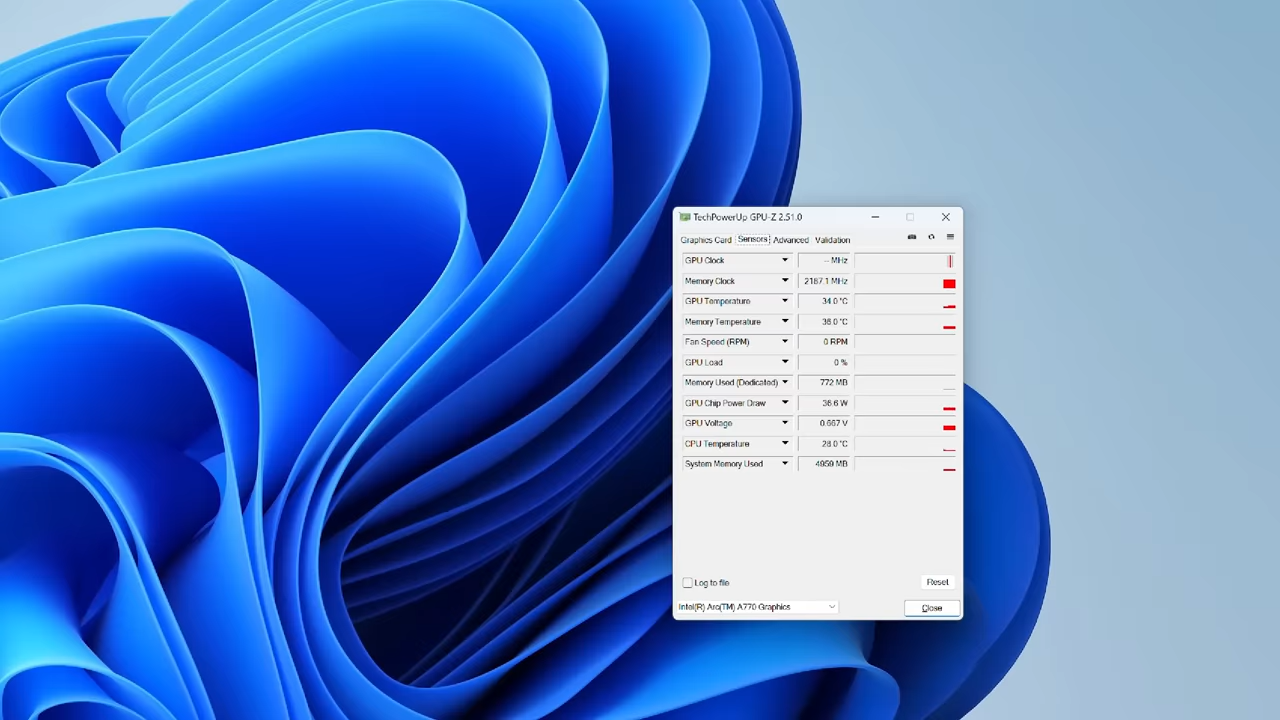 TechPowerUp GPU-Z 2.51.0
Graphics Card Sensors Advanced Validation
GPU Clock -- MHz
Memory Clock 2187.1 MHz
GPU Temperature 34.0 °C
Memory Temperature 36.0 °C
Fan Speed (RPM) 0 RPM
GPU Load 0 %
Memory Used (Dedicated) 772 MB
GPU Chip Power Draw 36.6 W
GPU Voltage 0.667 V
CPU Temperature 28.0 °C
System Memory Used 4959 MB
Log to file Reset
Intel(R) Arc(TM) A770 Graphics Close